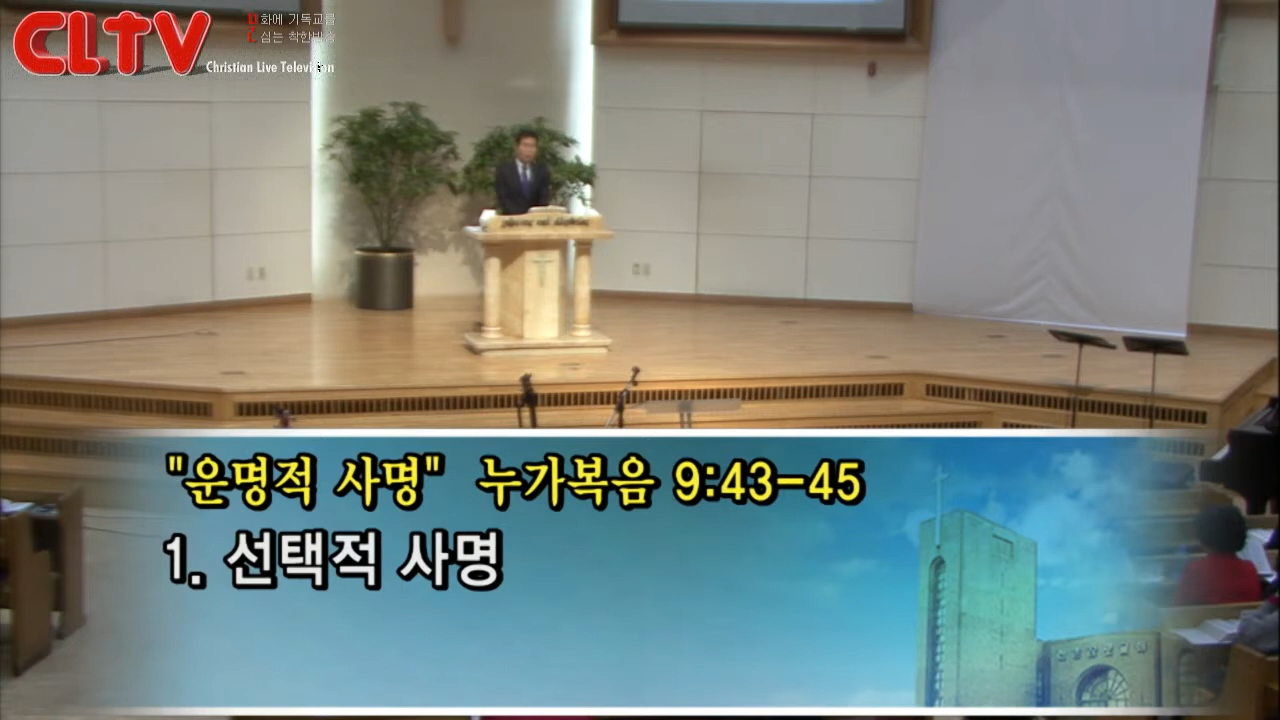 CLTV
화에 기독교를
심는 착한방송
Christian Live Television
"운명적 사명" 누가복음 9:43-45
1. 선택적 사명